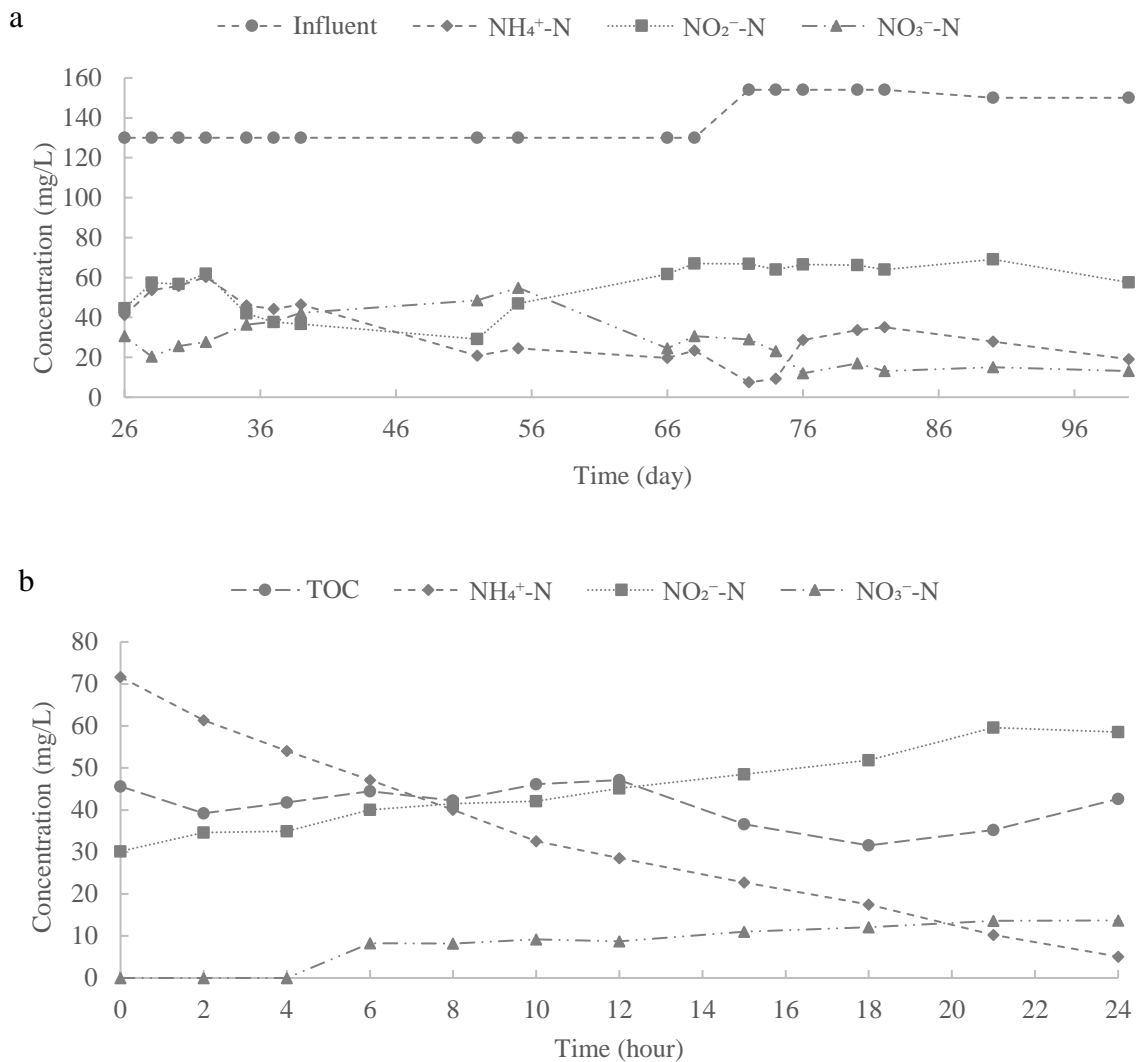 a
Influent NH₄⁺-N NO₂⁻-N NO₃⁻-N
160
140
120
100
80
60
40
20
0
Concentration (mg/L)
26 36 46 56 66 76 86 96
Time (day)
b
TOC NH₄⁺-N NO₂⁻-N NO₃⁻-N
80
70
60
50
40
30
20
10
0
Concentration (mg/L)
0 2 4 6 8 10 12 14 16 18 20 22 24
Time (hour)